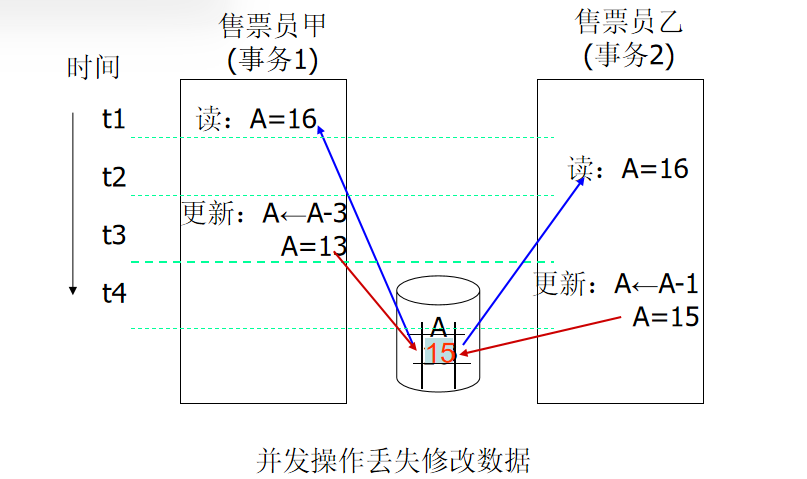 售票员甲
(事务1)
售票员乙
(事务2)
时间
t1
读：A=16
t2
读：A=16
t3
更新：A←A-3
A=13
t4
更新：A←A-1
A=15
A
15
并发操作丢失修改数据